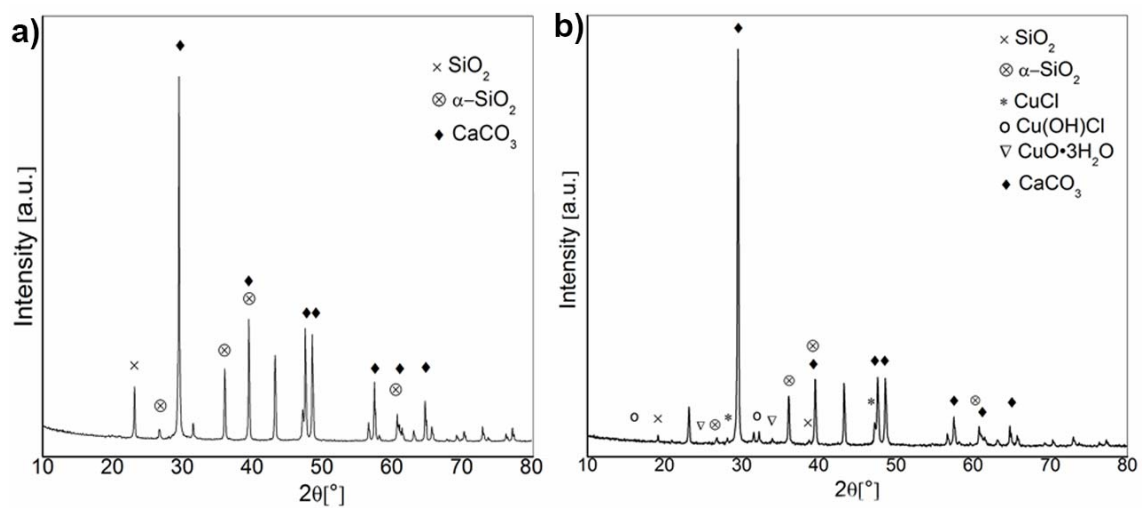 a)
× SiO₂
⊗ α–SiO₂
♦ CaCO₃
Intensity [a.u.]
10 20 30 40 50 60 70 80
2θ[°]
b)
× SiO₂
⊗ α–SiO₂
* CuCl
o Cu(OH)Cl
▽ CuO•3H₂O
♦ CaCO₃
Intensity [a.u.]
10 20 30 40 50 60 70 80
2θ[°]